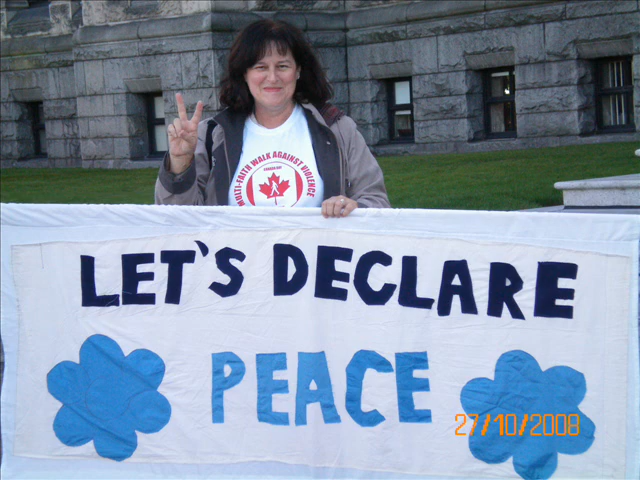 MULTI-FAITH WALK AGAINST VIOLENCE
LET'S DECLARE
PEACE
27/10/2008